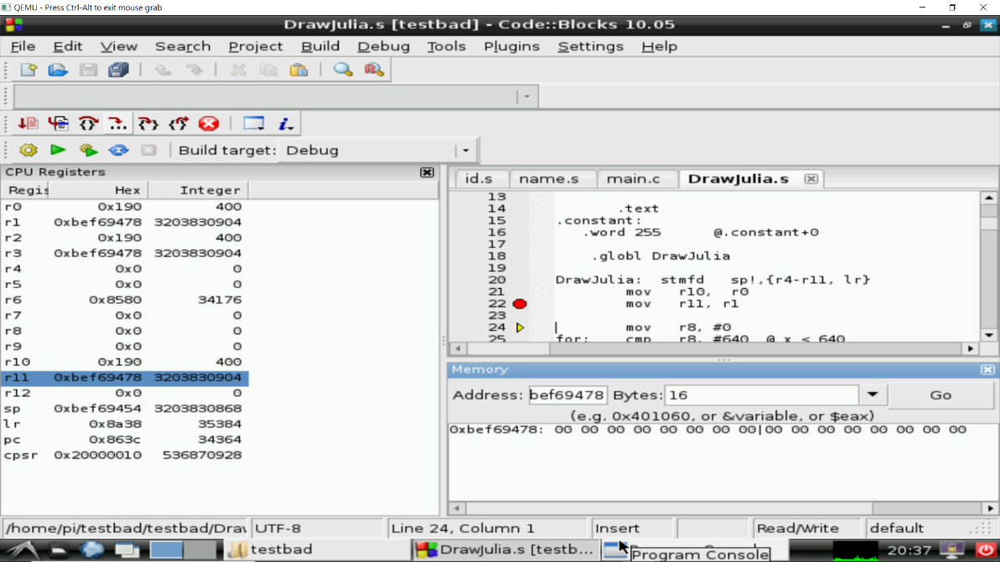 QEMU - Press Ctrl-Alt to exit mouse grab
DrawJulia.s [testbad] - Code::Blocks 10.05
File Edit View Search Project Build Debug Tools Plugins Settings Help
Build target: Debug
CPU Registers
Regis Hex Integer
r0 0x190 400
r1 0xbef69478 3203830904
r2 0x190 400
r3 0xbef69478 3203830904
r4 0x0 0
r5 0x0 0
r6 0x8580 34176
r7 0x0 0
r8 0x0 0
r9 0x0 0
r10 0x190 400
r11 0xbef69478 3203830904
r12 0x0 0
sp 0xbef69454 3203830868
lr 0x8a38 35384
pc 0x863c 34364
cpsr 0x20000010 536870928
id.s name.s main.c DrawJulia.s
13
14 .text
15 .constant:
16 .word 255 @.constant+0
17
18 .globl DrawJulia
19
20 DrawJulia: stmfd sp!,{r4-r11, lr}
21 mov r10, r0
22 mov r11, r1
23
24 mov r8, #0
25 for: cmp r8, #640 @ x < 640
Memory
Address: bef69478 Bytes: 16 Go
(e.g. 0x401060, or &variable, or $eax)
0xbef69478: 00 00 00 00 00 00 00 00|00 00 00 00 00 00 00 00
/home/pi/testbad/testbad/Drav UTF-8 Line 24, Column 1 Insert Read/Write default
testbad DrawJulia.s [testb... Program Console 20:37